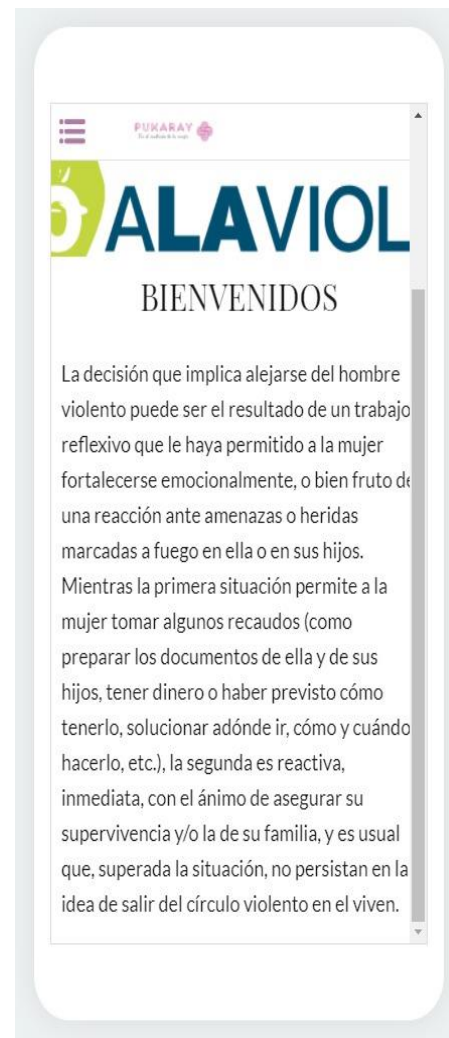 PUKARAY
Ó ALAVIOL
BIENVENIDOS
La decisión que implica alejarse del hombre
violento puede ser el resultado de un trabajo
reflexivo que le haya permitido a la mujer
fortalecerse emocionalmente, o bien fruto de
una reacción ante amenazas o heridas
marcadas a fuego en ella o en sus hijos.
Mientras la primera situación permite a la
mujer tomar algunos recaudos (como
preparar los documentos de ella y de sus
hijos, tener dinero o haber previsto cómo
tenerlo, solucionar adónde ir, cómo y cuándo
hacerlo, etc.), la segunda es reactiva,
inmediata, con el ánimo de asegurar su
supervivencia y/o la de su familia, y es usual
que, superada la situación, no persistan en la
idea de salir del círculo violento en el viven.